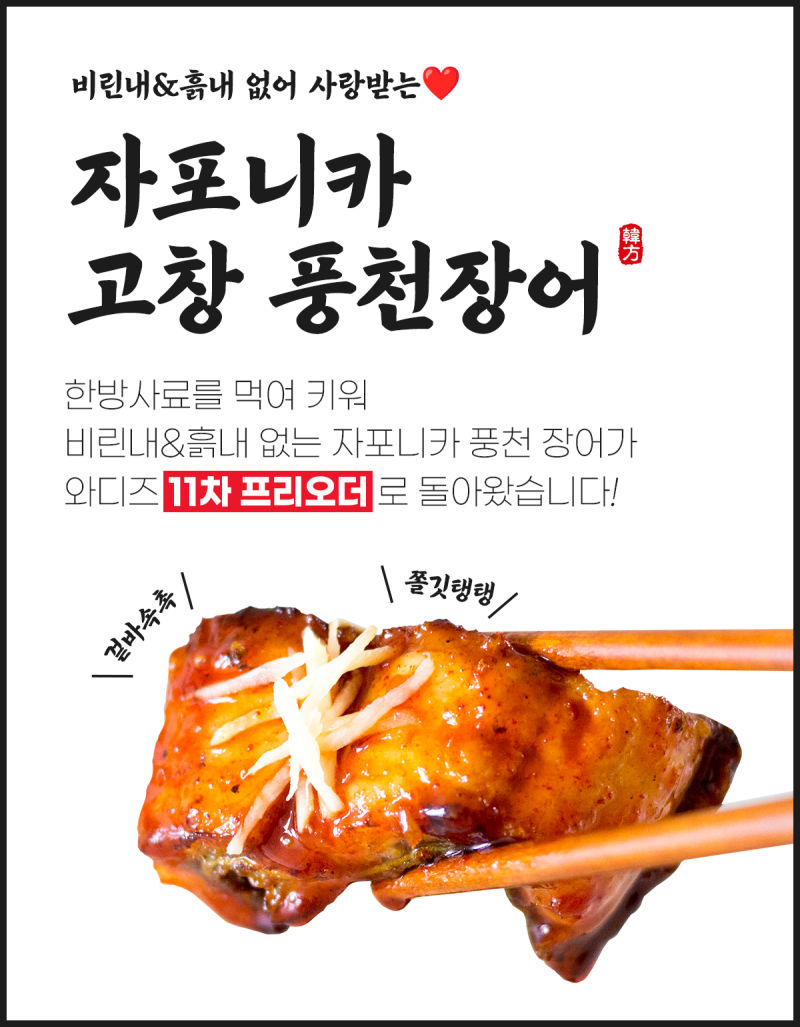 비린내&흙내 없어 사랑받는❤️
자포니카
고창 풍천장어
韓方
한방사료를 먹여 키워
비린내&흙내 없는 자포니카 풍천 장어가
와디즈 11차 프리오더로 돌아왔습니다!
겉바속촉
쫄깃탱탱